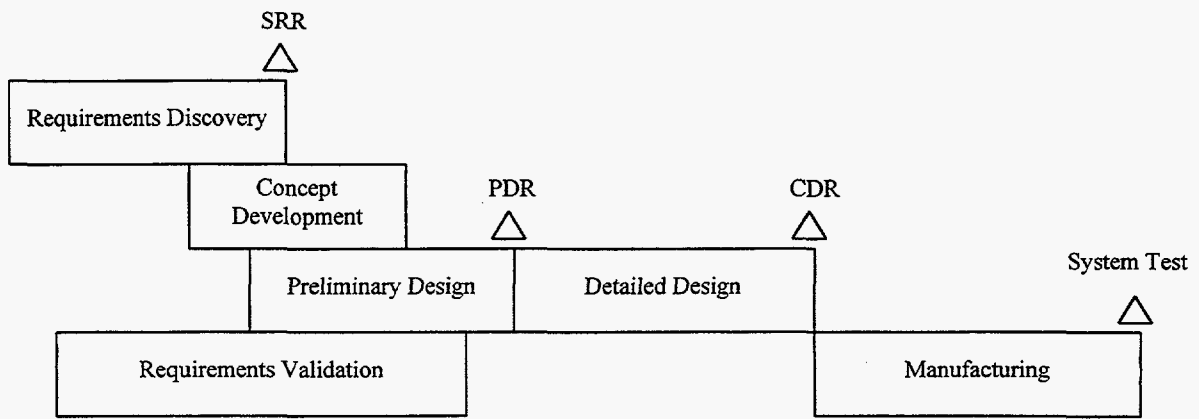 SRR
Requirements Discovery
Concept
Development
PDR
CDR
System Test
Preliminary Design
Detailed Design
Requirements Validation
Manufacturing